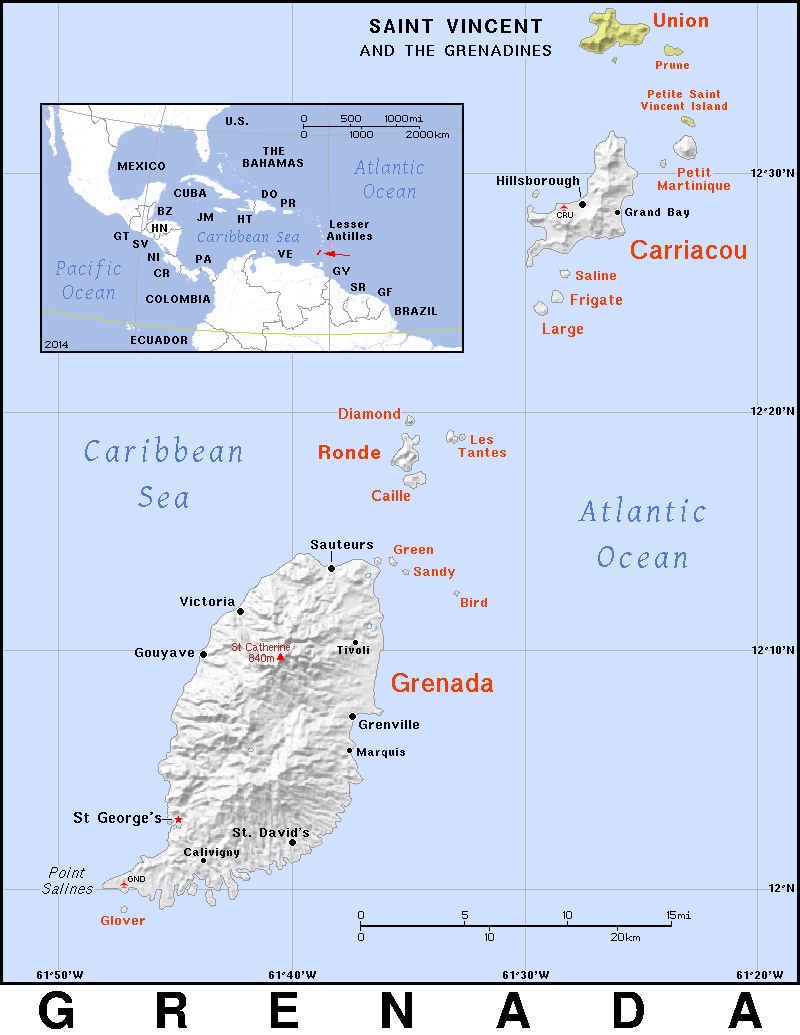 SAINT VINCENT
AND THE GRENADINES
Union
Prune
Petite Saint
Vincent Island
Petit
Martinique
12°30'N
Hillsborough
CRU
Grand Bay
Carriacou
Saline
Frigate
Large
U.S.
0 500 1000mi
0 1000 2000km
MEXICO
THE
BAHAMAS
Atlantic
Ocean
CUBA
DO
PR
BZ
JM
HT
HN
GT
SV
Caribbean Sea
Lesser
Antilles
NI
PA
VE
CR
GY
Pacific
Ocean
SR
GF
COLOMBIA
BRAZIL
ECUADOR
2014
12°20'N
Diamond
Ronde
Les
Tantes
Caille
Caribbean
Sea
Atlantic
Ocean
Sauteurs
Green
Sandy
Bird
Victoria
Gouyave
St Catherine
840m
Tivoli
12°10'N
Grenada
Grenville
Marquis
St George's
St. David's
Calivigny
Point
Salines
GND
Glover
12°N
0 5 10 15mi
0 10 20km
61°50'W 61°40'W 61°30'W 61°20'W
GRENADA